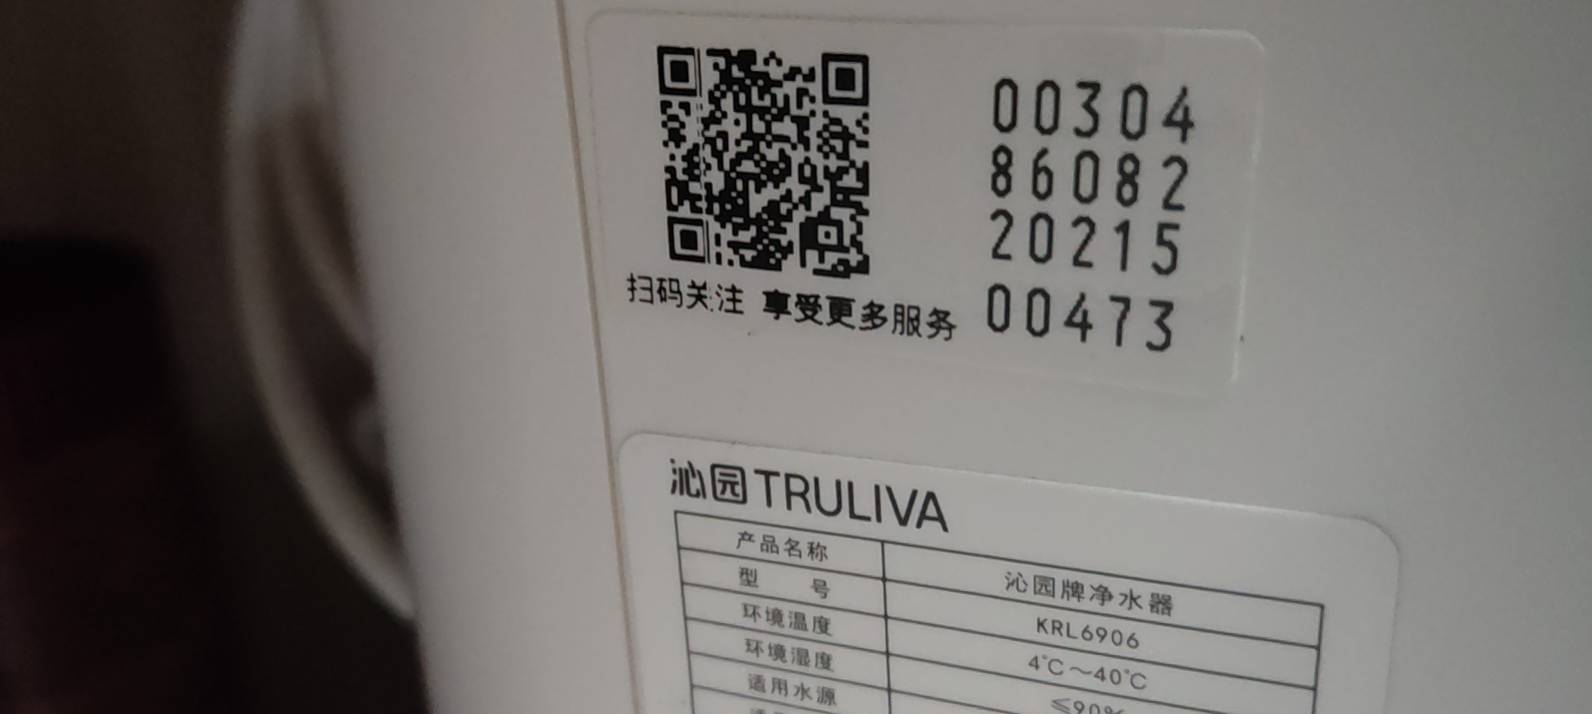 00304
86082
20215
00473
扫码关注 享受更多服务
沁园 TRULIVA
产品名称 沁园牌净水器
型 号 KRL6906
环境温度 4℃～40℃
环境湿度 ≤90%
适用水源